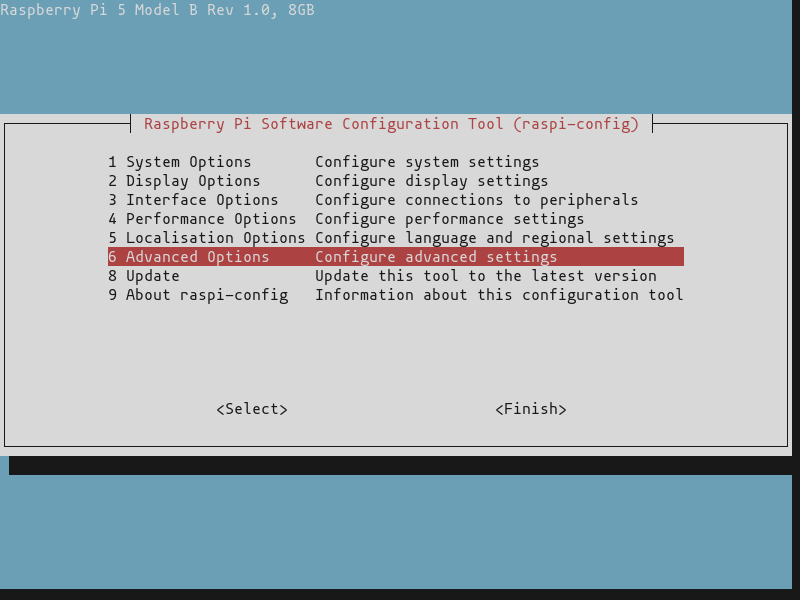 Raspberry Pi 5 Model B Rev 1.0, 8GB
Raspberry Pi Software Configuration Tool (raspi-config)
1 System Options       Configure system settings
2 Display Options      Configure display settings
3 Interface Options    Configure connections to peripherals
4 Performance Options  Configure performance settings
5 Localisation Options Configure language and regional settings
6 Advanced Options     Configure advanced settings
8 Update               Update this tool to the latest version
9 About raspi-config   Information about this configuration tool
<Select>                       <Finish>